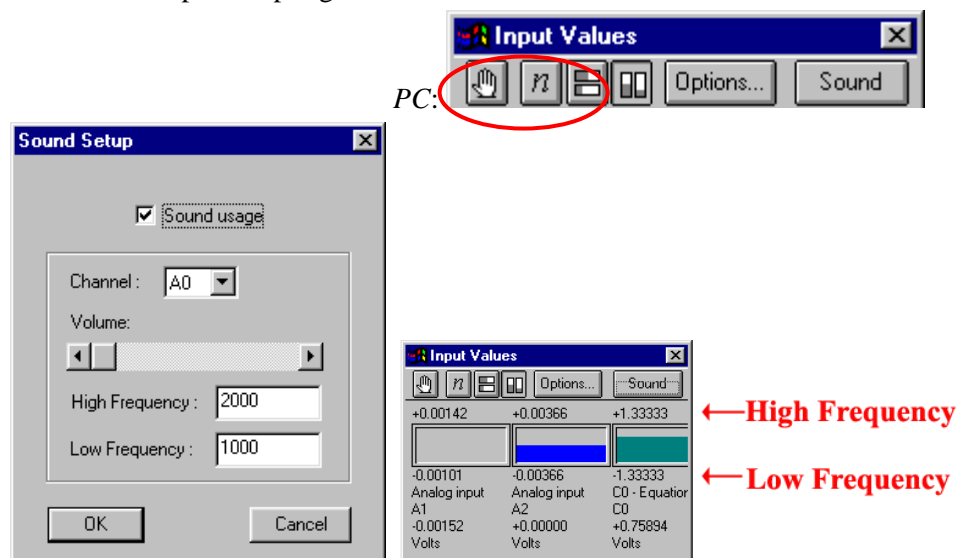 Input Values
n Options... Sound
PC:
Sound Setup
Sound usage
Channel : A0
Volume:
High Frequency : 2000
Low Frequency : 1000
OK Cancel
Input Values
n Options... Sound
+0.00142 +0.00366 +1.33333
High Frequency
-0.00101 -0.00366 -1.33333
Low Frequency
Analog input Analog input C0 - Equation
A1 A2 C0
-0.00152 +0.00000 +0.75894
Volts Volts Volts